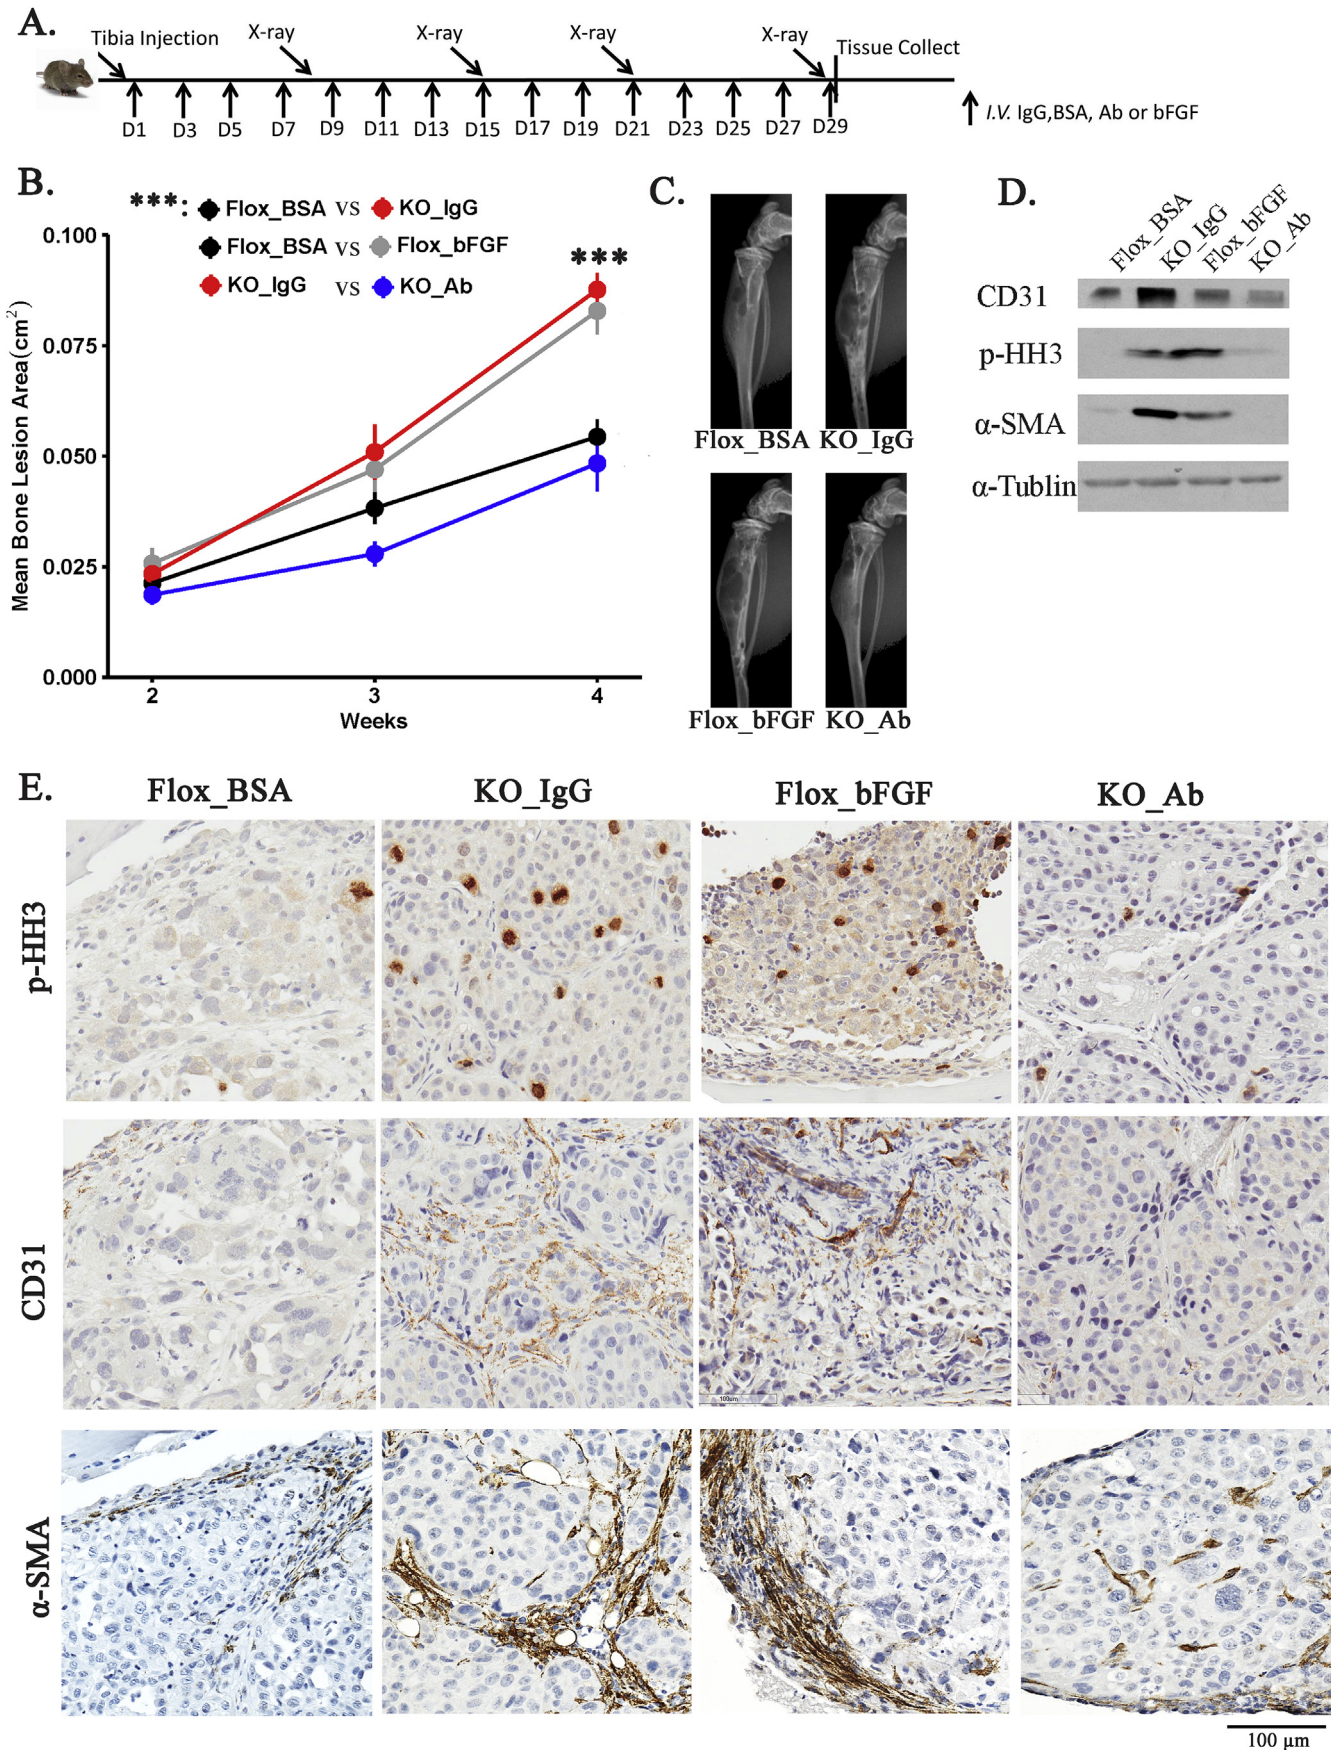 A.
Tibia Injection
X-ray
X-ray
X-ray
X-ray
Tissue Collect
D1 D3 D5 D7 D9 D11 D13 D15 D17 D19 D21 D23 D25 D27 D29
I.V. IgG,BSA, Ab or bFGF
B.
***: Flox_BSA vs KO_IgG
Flox_BSA vs Flox_bFGF
KO_IgG vs KO_Ab
***
Mean Bone Lesion Area(cm²)
0.100
0.075
0.050
0.025
0.000
2 3 4
Weeks
C.
Flox_BSA KO_IgG
Flox_bFGF KO_Ab
D.
Flox_BSA
KO_IgG
Flox_bFGF
KO_Ab
CD31
p-HH3
α-SMA
α-Tublin
E.
Flox_BSA KO_IgG Flox_bFGF KO_Ab
p-HH3
CD31
100um
α-SMA
100 µm